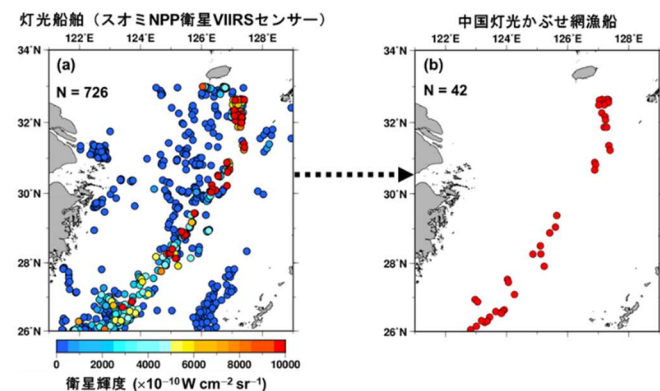 灯光船舶（スオミNPP衛星VIIRSセンサー）
中国灯光かぶせ網漁船
122°E 124°E 126°E 128°E
122°E 124°E 126°E 128°E
34°N
32°N
30°N
28°N
26°N
(a)
N = 726
34°N
32°N
30°N
28°N
26°N
(b)
N = 42
0 2000 4000 6000 8000 10000
衛星輝度 (×10⁻¹⁰ W cm⁻² sr⁻¹)